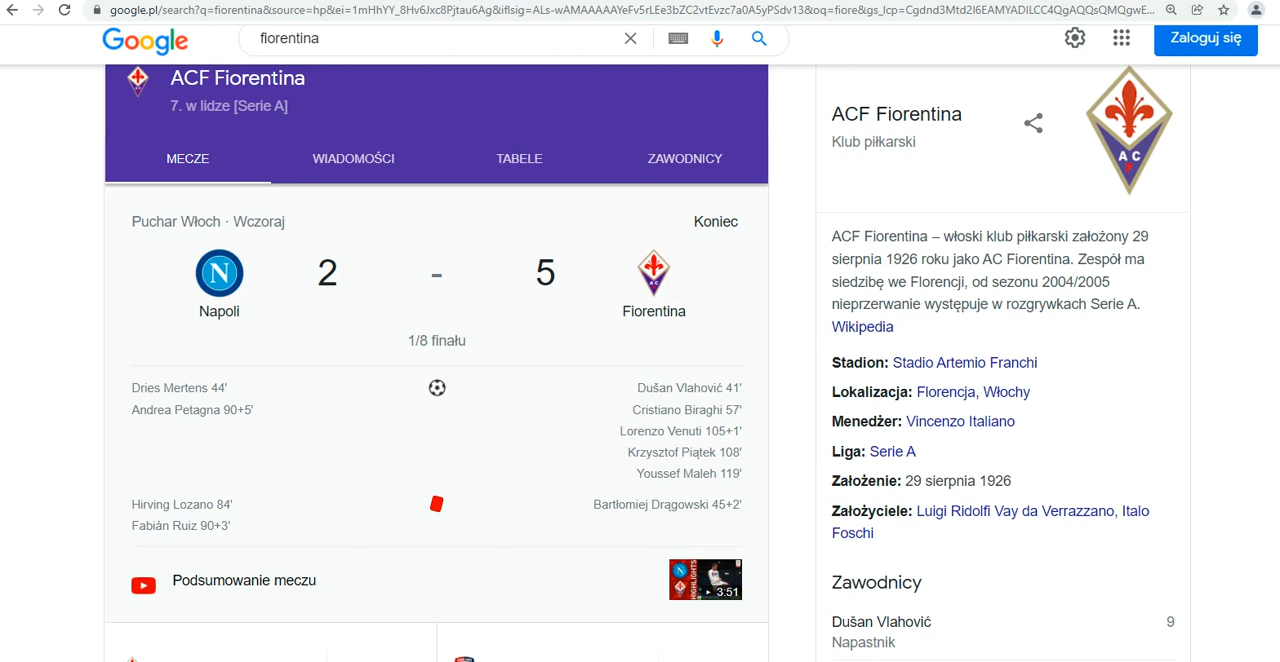 google.pl/search?q=fiorentina&source=hp&ei=1mHhYY_8Hv6Jxc8Pjtau6Ag&iflsig=ALs-wAMAAAAAYeFv5rLEe3bZC2vtEvzc7a0A5yPSdv13&oq=fiore&gs_lcp=Cgdnd3Mtd2l6EAMYADILCC4QgAQQsQMQgwE...
Google
fiorentina
Zaloguj się
ACF Fiorentina
7. w lidze [Serie A]
MECZE
WIADOMOŚCI
TABELE
ZAWODNICY
Puchar Włoch · Wczoraj
Koniec
N
2
-
5
A C
Napoli
Fiorentina
1/8 finału
Dries Mertens 44'
Andrea Petagna 90+5'
Dušan Vlahović 41'
Cristiano Biraghi 57'
Lorenzo Venuti 105+1'
Krzysztof Piątek 108'
Youssef Maleh 119'
Hirving Lozano 84'
Fabián Ruiz 90+3'
Bartłomiej Drągowski 45+2'
Podsumowanie meczu
HIGHLIGHTS
3:51
ACF Fiorentina
Klub piłkarski
A C
F
ACF Fiorentina – włoski klub piłkarski założony 29
sierpnia 1926 roku jako AC Fiorentina. Zespół ma
siedzibę we Florencji, od sezonu 2004/2005
nieprzerwanie występuje w rozgrywkach Serie A.
Wikipedia
Stadion: Stadio Artemio Franchi
Lokalizacja: Florencja, Włochy
Menedżer: Vincenzo Italiano
Liga: Serie A
Założenie: 29 sierpnia 1926
Założyciele: Luigi Ridolfi Vay da Verrazzano, Italo
Foschi
Zawodnicy
Dušan Vlahović
9
Napastnik